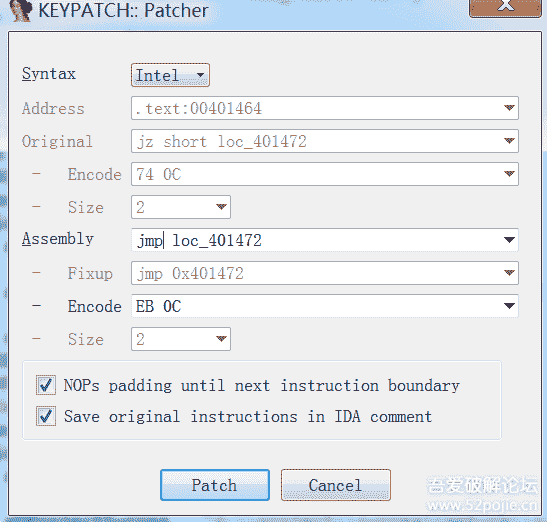 KEYPATCH:: Patcher
Syntax Intel
Address .text:00401464
Original jz short loc_401472
- Encode 74 0C
- Size 2
Assembly jmp loc_401472
- Fixup jmp 0x401472
- Encode EB 0C
- Size 2
NOPs padding until next instruction boundary
Save original instructions in IDA comment
Patch Cancel
吾爱破解论坛
www.52pojie.cn